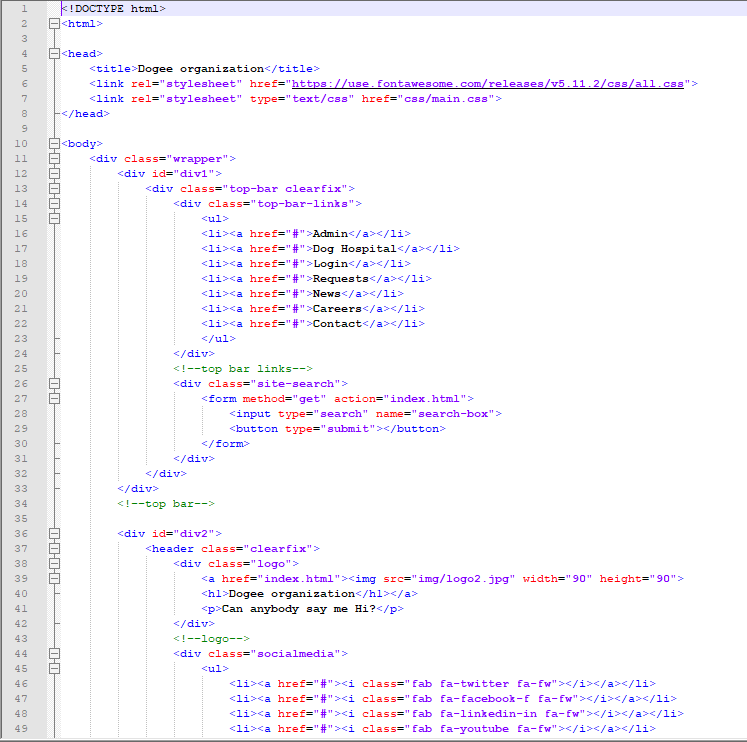 1 <!DOCTYPE html>
2 <html>
3
4 <head>
5 <title>Dogee organization</title>
6 <link rel="stylesheet" href="https://use.fontawesome.com/releases/v5.11.2/css/all.css">
7 <link rel="stylesheet" type="text/css" href="css/main.css">
8 </head>
9
10 <body>
11 <div class="wrapper">
12 <div id="div1">
13 <div class="top-bar clearfix">
14 <div class="top-bar-links">
15 <ul>
16 <li><a href="#">Admin</a></li>
17 <li><a href="#">Dog Hospital</a></li>
18 <li><a href="#">Login</a></li>
19 <li><a href="#">Requests</a></li>
20 <li><a href="#">News</a></li>
21 <li><a href="#">Careers</a></li>
22 <li><a href="#">Contact</a></li>
23 </ul>
24 </div>
25 <!--top bar links-->
26 <div class="site-search">
27 <form method="get" action="index.html">
28 <input type="search" name="search-box">
29 <button type="submit"></button>
30 </form>
31 </div>
32 </div>
33 </div>
34 <!--top bar-->
35
36 <div id="div2">
37 <header class="clearfix">
38 <div class="logo">
39 <a href="index.html"><img src="img/logo2.jpg" width="90" height="90">
40 <h1>Dogee organization</h1></a>
41 <p>Can anybody say me Hi?</p>
42 </div>
43 <!--logo-->
44 <div class="socialmedia">
45 <ul>
46 <li><a href="#"><i class="fab fa-twitter fa-fw"></i></a></li>
47 <li><a href="#"><i class="fab fa-facebook-f fa-fw"></i></a></li>
48 <li><a href="#"><i class="fab fa-linkedin-in fa-fw"></i></a></li>
49 <li><a href="#"><i class="fab fa-youtube fa-fw"></i></a></li>